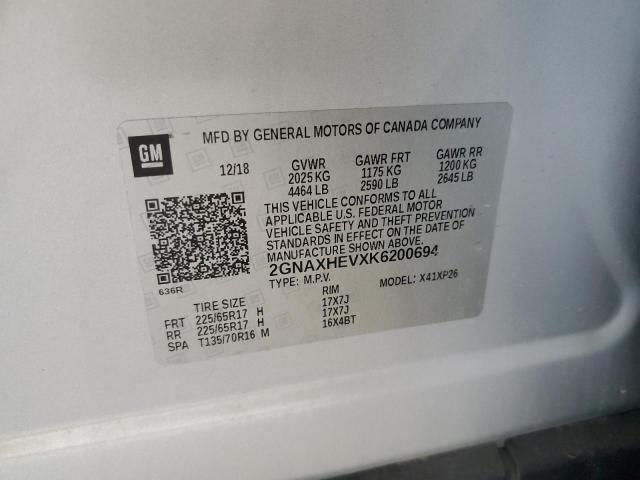 GM
MFD BY GENERAL MOTORS OF CANADA COMPANY
12/18 GVWR GAWR FRT GAWR RR
2025 KG 1175 KG 1200 KG
4464 LB 2590 LB 2645 LB
THIS VEHICLE CONFORMS TO ALL
APPLICABLE U.S. FEDERAL MOTOR
VEHICLE SAFETY AND THEFT PREVENTION
STANDARDS IN EFFECT ON THE DATE OF
MANUFACTURE SHOWN ABOVE.
2GNAXHEVXK6200694
636R
TYPE: M.P.V. MODEL: X41XP26
TIRE SIZE RIM
FRT 225/65R17 H 17X7J
RR 225/65R17 H 17X7J
SPA T135/70R16 M 16X4BT